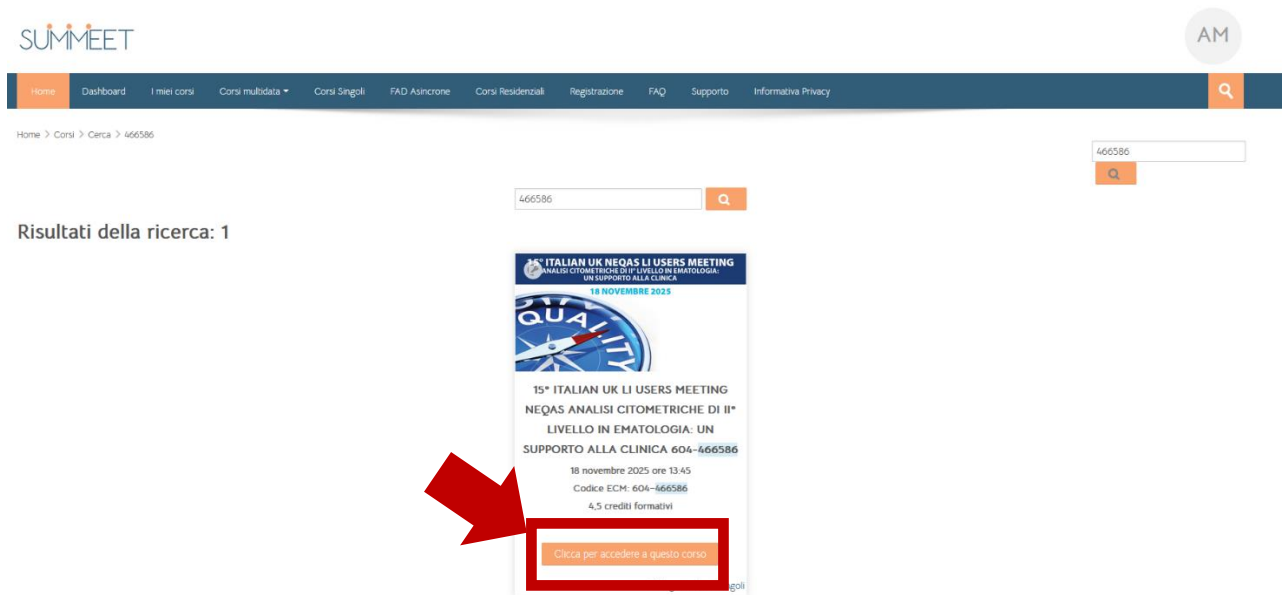 SUMMEET
AM
Home Dashboard I miei corsi Corsi multidata Corsi Singoli FAD Asincrone Corsi Residenziali Registrazione FAQ Supporto Informativa Privacy
Home > Corsi > Cerca > 466586
466586
466586
Risultati della ricerca: 1
15° ITALIAN UK NEQAS LI USERS MEETING
ANALISI CITOMETRICHE DI II° LIVELLO IN EMATOLOGIA:
UN SUPPORTO ALLA CLINICA
18 NOVEMBRE 2025
QUALITY
15° ITALIAN UK LI USERS MEETING
NEQAS ANALISI CITOMETRICHE DI II°
LIVELLO IN EMATOLOGIA: UN
SUPPORTO ALLA CLINICA 604-466586
18 novembre 2025 ore 13:45
Codice ECM: 604-466586
4,5 crediti formativi
Clicca per accedere a questo corso